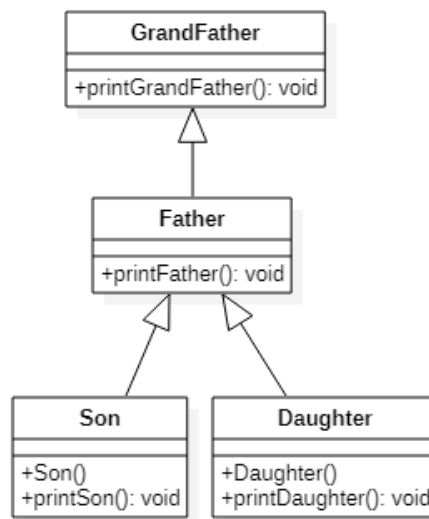 GrandFather
+printGrandFather(): void
Father
+printFather(): void
Son
+Son()
+printSon(): void
Daughter
+Daughter()
+printDaughter(): void